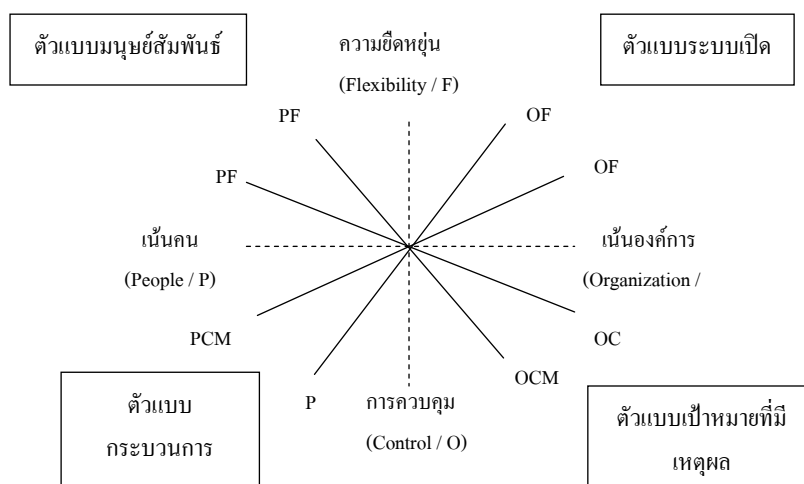 ตัวแบบมนุษย์สัมพันธ์
ความยืดหยุ่น
(Flexibility / F)
ตัวแบบระบบเปิด
PF
OF
PF
OF
เน้นคน
(People / P)
เน้นองค์การ
(Organization /
PCM
OC
P
OCM
ตัวแบบ
กระบวนการ
การควบคุม
(Control / O)
ตัวแบบเป้าหมายที่มี
เหตุผล